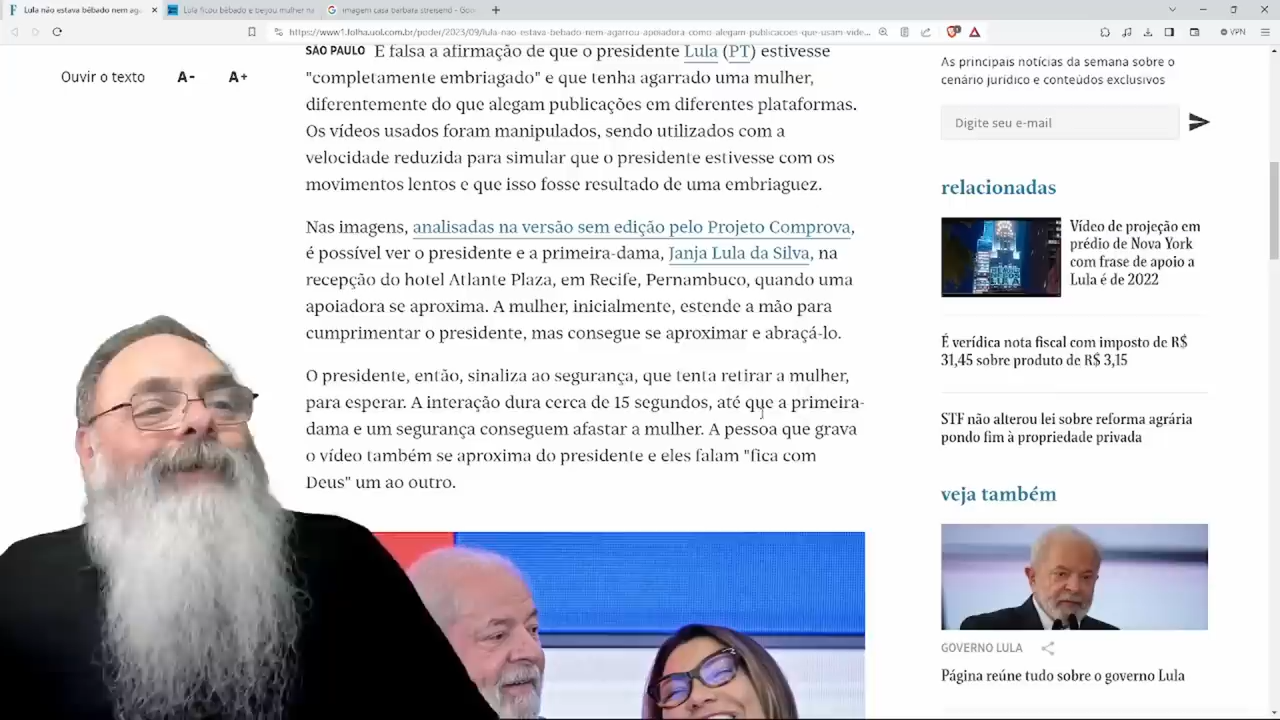 Lula não estava bêbado nem ag
Lula ficou bêbado e beijou mulher na
imagem casa barbara streisend - Goo
https://www1.folha.uol.com.br/poder/2023/09/lula-nao-estava-bebado-nem-agarrou-apoiadora-como-alegam-publicacoes-que-usam-vide...
VPN
Ouvir o texto A- A+
SÃO PAULO É falsa a afirmação de que o presidente Lula (PT) estivesse
"completamente embriagado" e que tenha agarrado uma mulher,
diferentemente do que alegam publicações em diferentes plataformas.
Os vídeos usados foram manipulados, sendo utilizados com a
velocidade reduzida para simular que o presidente estivesse com os
movimentos lentos e que isso fosse resultado de uma embriaguez.
Nas imagens, analisadas na versão sem edição pelo Projeto Comprova,
é possível ver o presidente e a primeira-dama, Janja Lula da Silva, na
recepção do hotel Atlante Plaza, em Recife, Pernambuco, quando uma
apoiadora se aproxima. A mulher, inicialmente, estende a mão para
cumprimentar o presidente, mas consegue se aproximar e abraçá-lo.
O presidente, então, sinaliza ao segurança, que tenta retirar a mulher,
para esperar. A interação dura cerca de 15 segundos, até que a primeira-
dama e um segurança conseguem afastar a mulher. A pessoa que grava
o vídeo também se aproxima do presidente e eles falam "fica com
Deus" um ao outro.
As principais notícias da semana sobre o
cenário jurídico e conteúdos exclusivos
Digite seu e-mail
relacionadas
Vídeo de projeção em
prédio de Nova York
com frase de apoio a
Lula é de 2022
É verídica nota fiscal com imposto de R$
31,45 sobre produto de R$ 3,15
STF não alterou lei sobre reforma agrária
pondo fim à propriedade privada
veja também
GOVERNO LULA
Página reúne tudo sobre o governo Lula